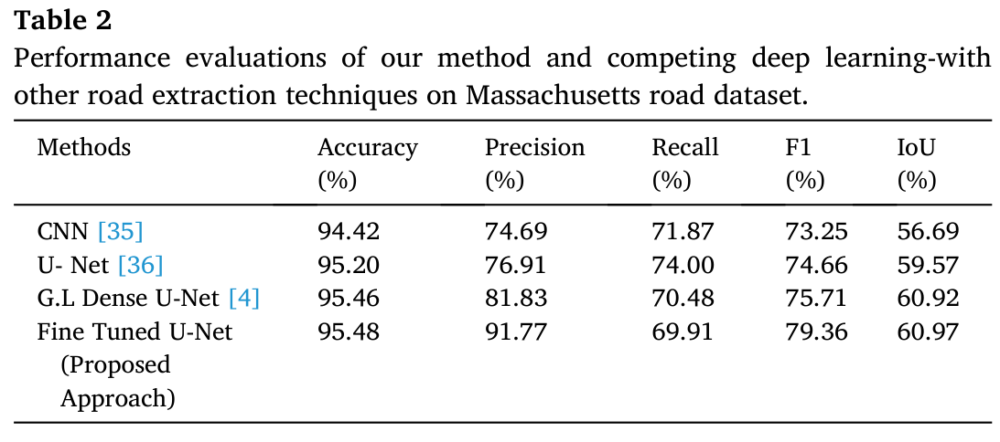 Table 2
Performance evaluations of our method and competing deep learning-with
other road extraction techniques on Massachusetts road dataset.
Methods Accuracy (%) Precision (%) Recall (%) F1 (%) IoU (%)
CNN [35] 94.42 74.69 71.87 73.25 56.69
U- Net [36] 95.20 76.91 74.00 74.66 59.57
G.L Dense U-Net [4] 95.46 81.83 70.48 75.71 60.92
Fine Tuned U-Net 95.48 91.77 69.91 79.36 60.97
(Proposed
Approach)